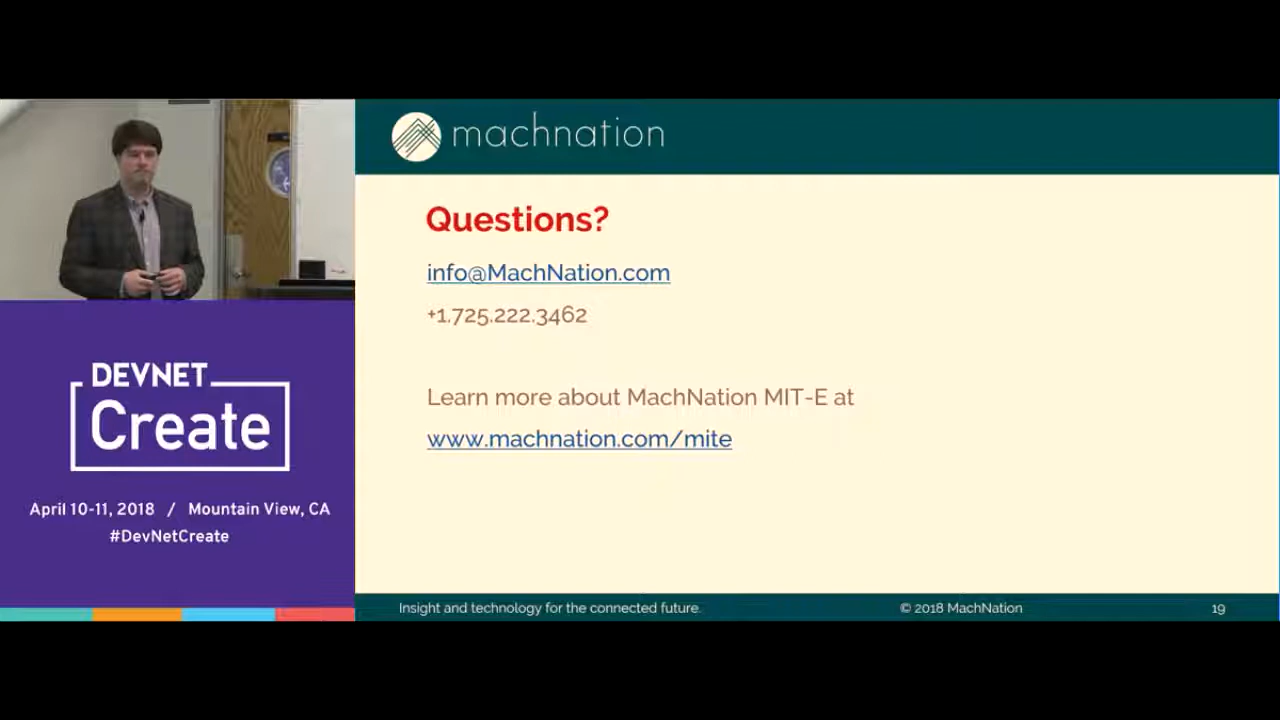 machnation
Questions?
info@MachNation.com
+1.725.222.3462
Learn more about MachNation MIT-E at
www.machnation.com/mite
DEVNET
Create
April 10-11, 2018 / Mountain View, CA
#DevNetCreate
Insight and technology for the connected future.
© 2018 MachNation
19